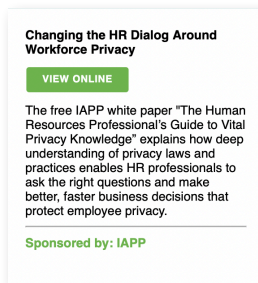 Changing the HR Dialog Around
Workforce Privacy
VIEW ONLINE
The free IAPP white paper "The Human
Resources Professional’s Guide to Vital
Privacy Knowledge” explains how deep
understanding of privacy laws and
practices enables HR professionals to
ask the right questions and make
better, faster business decisions that
protect employee privacy.
Sponsored by: IAPP